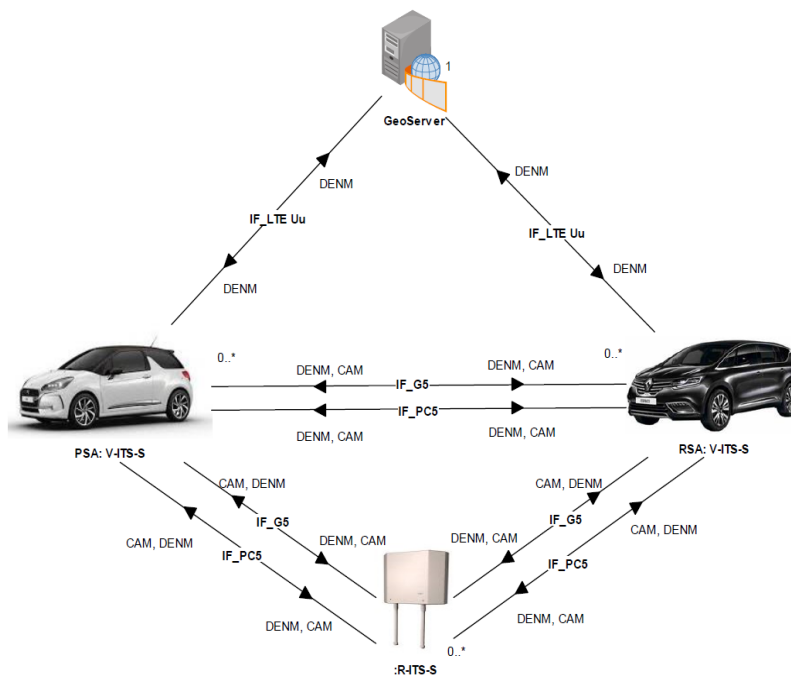 1
GeoServer
DENM
DENM
IF_LTE Uu
IF_LTE Uu
DENM
DENM
0..*
0..*
DENM, CAM
DENM, CAM
IF_G5
IF_PC5
DENM, CAM
DENM, CAM
PSA: V-ITS-S
RSA: V-ITS-S
CAM, DENM
CAM, DENM
IF_G5
IF_G5
CAM, DENM
CAM, DENM
DENM, CAM
DENM, CAM
IF_PC5
IF_PC5
DENM, CAM
DENM, CAM
0..*
:R-ITS-S